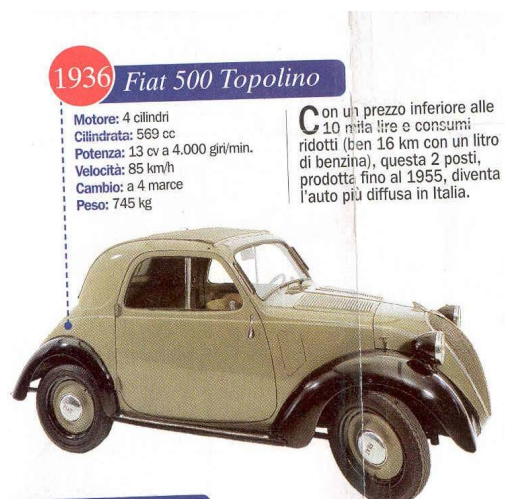 1936 Fiat 500 Topolino
Motore: 4 cilindri
Cilindrata: 569 cc
Potenza: 13 cv a 4.000 giri/min.
Velocità: 85 km/h
Cambio: a 4 marce
Peso: 745 kg
Con un prezzo inferiore alle
10 mila lire e consumi
ridotti (ben 16 km con un litro
di benzina), questa 2 posti,
prodotta fino al 1955, diventa
l'auto più diffusa in Italia.
FIAT